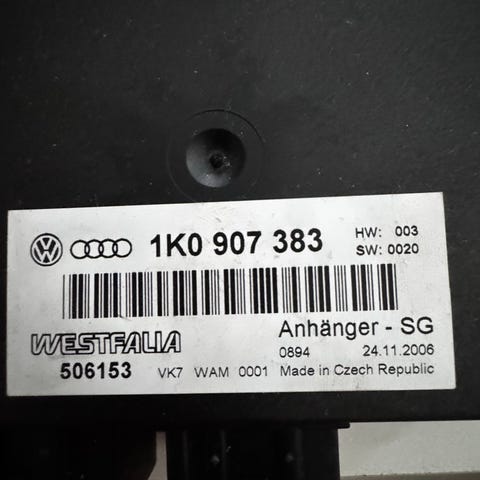 1K0 907 383 HW: 003
SW: 0020
WESTFALIA Anhänger - SG
0894 24.11.2006
506153 VK7 WAM 0001 Made in Czech Republic